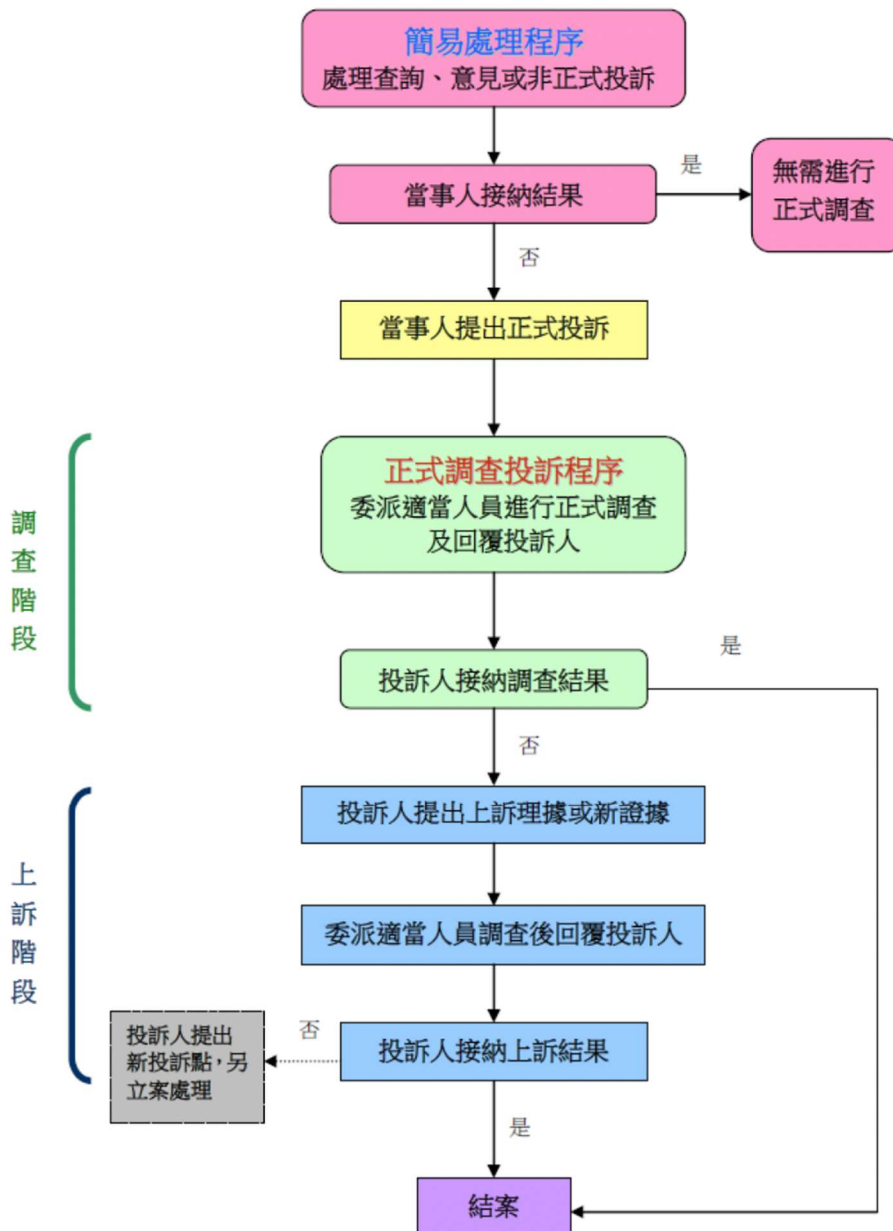 簡易處理程序
處理查詢、意見或非正式投訴
當事人接納結果
是
無需進行
正式調查
否
當事人提出正式投訴
調查階段
正式調查投訴程序
委派適當人員進行正式調查
及回覆投訴人
投訴人接納調查結果
是
否
上訴階段
投訴人提出上訴理據或新證據
委派適當人員調查後回覆投訴人
投訴人接納上訴結果
否
投訴人提出
新投訴點，另
立案處理
是
結案